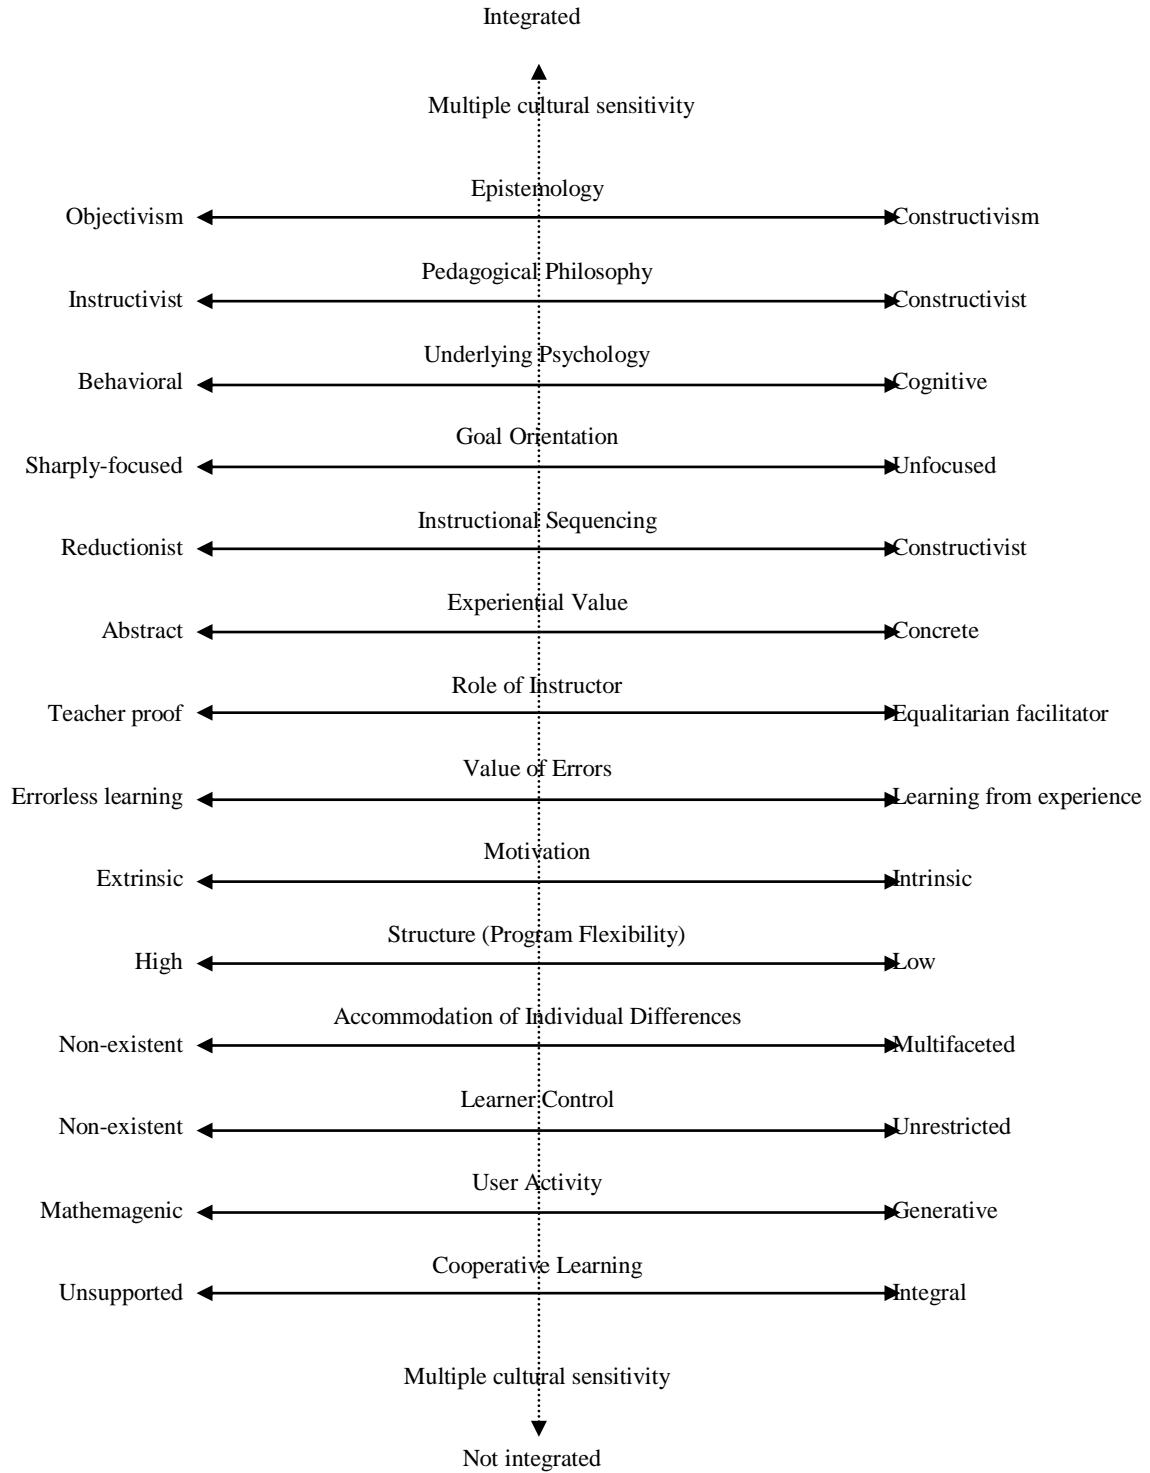 Integrated
Multiple cultural sensitivity
Epistemology
Objectivism Constructivism
Pedagogical Philosophy
Instructivist Constructivist
Underlying Psychology
Behavioral Cognitive
Goal Orientation
Sharply-focused Unfocused
Instructional Sequencing
Reductionist Constructivist
Experiential Value
Abstract Concrete
Role of Instructor
Teacher proof Equalitarian facilitator
Value of Errors
Errorless learning Learning from experience
Motivation
Extrinsic Intrinsic
Structure (Program Flexibility)
High Low
Accommodation of Individual Differences
Non-existent Multifaceted
Learner Control
Non-existent Unrestricted
User Activity
Mathemagenic Generative
Cooperative Learning
Unsupported Integral
Multiple cultural sensitivity
Not integrated